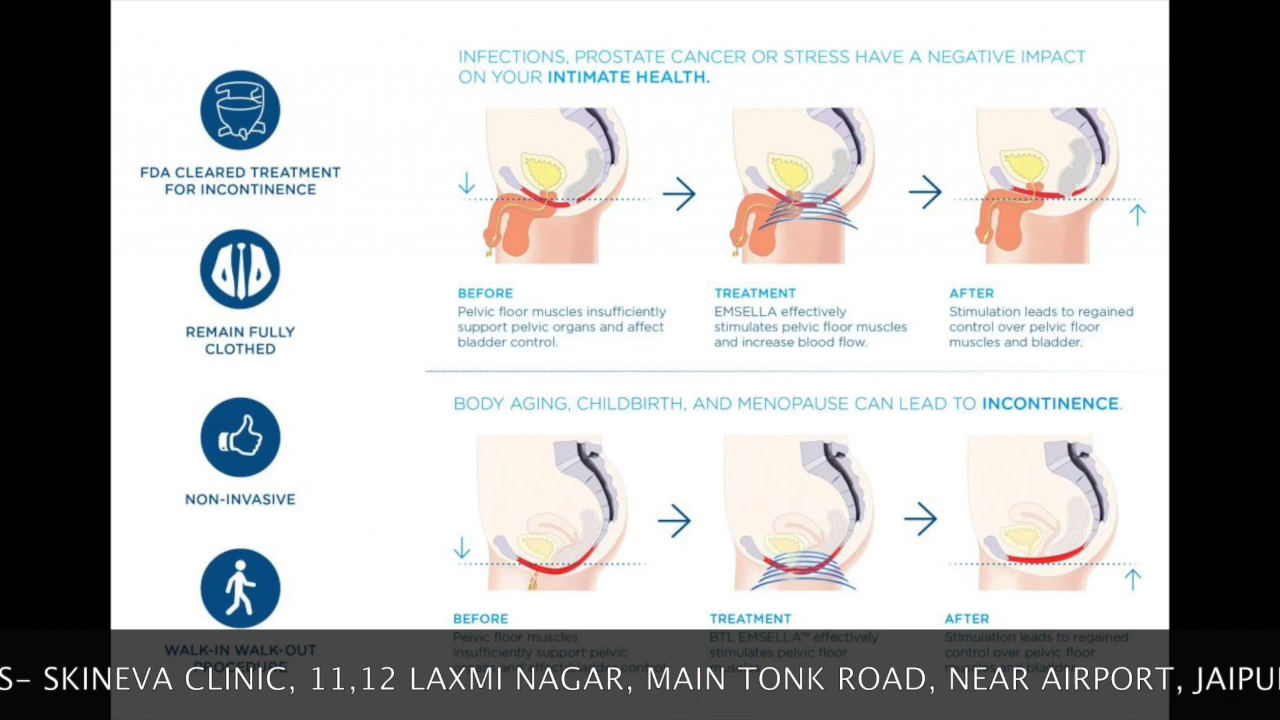 FDA CLEARED TREATMENT
FOR INCONTINENCE
REMAIN FULLY
CLOTHED
NON-INVASIVE
WALK-IN WALK-OUT
PROCEDURE
INFECTIONS, PROSTATE CANCER OR STRESS HAVE A NEGATIVE IMPACT
ON YOUR INTIMATE HEALTH.
BEFORE
Pelvic floor muscles insufficiently
support pelvic organs and affect
bladder control.
TREATMENT
EMSELLA effectively
stimulates pelvic floor muscles
and increase blood flow.
AFTER
Stimulation leads to regained
control over pelvic floor
muscles and bladder.
BODY AGING, CHILDBIRTH, AND MENOPAUSE CAN LEAD TO INCONTINENCE.
BEFORE
Pelvic floor muscles
insufficiently support pelvic
TREATMENT
BTL EMSELLA™ effectively
stimulates pelvic floor
AFTER
Stimulation leads to regained
control over pelvic floor
S- SKINEVA CLINIC, 11,12 LAXMI NAGAR, MAIN TONK ROAD, NEAR AIRPORT, JAIPU